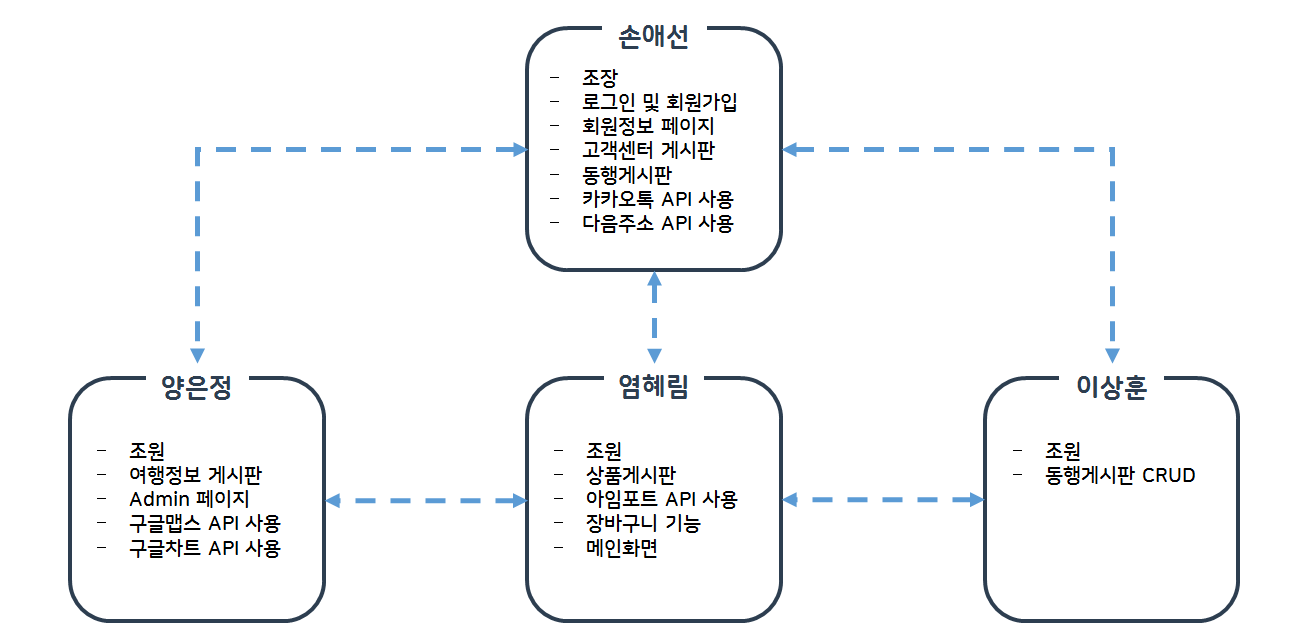 손애선
- 조장
- 로그인 및 회원가입
- 회원정보 페이지
- 고객센터 게시판
- 동행게시판
- 카카오톡 API 사용
- 다음주소 API 사용
양은정
- 조원
- 여행정보 게시판
- Admin 페이지
- 구글맵스 API 사용
- 구글차트 API 사용
염혜림
- 조원
- 상품게시판
- 아임포트 API 사용
- 장바구니 기능
- 메인화면
이상훈
- 조원
- 동행게시판 CRUD